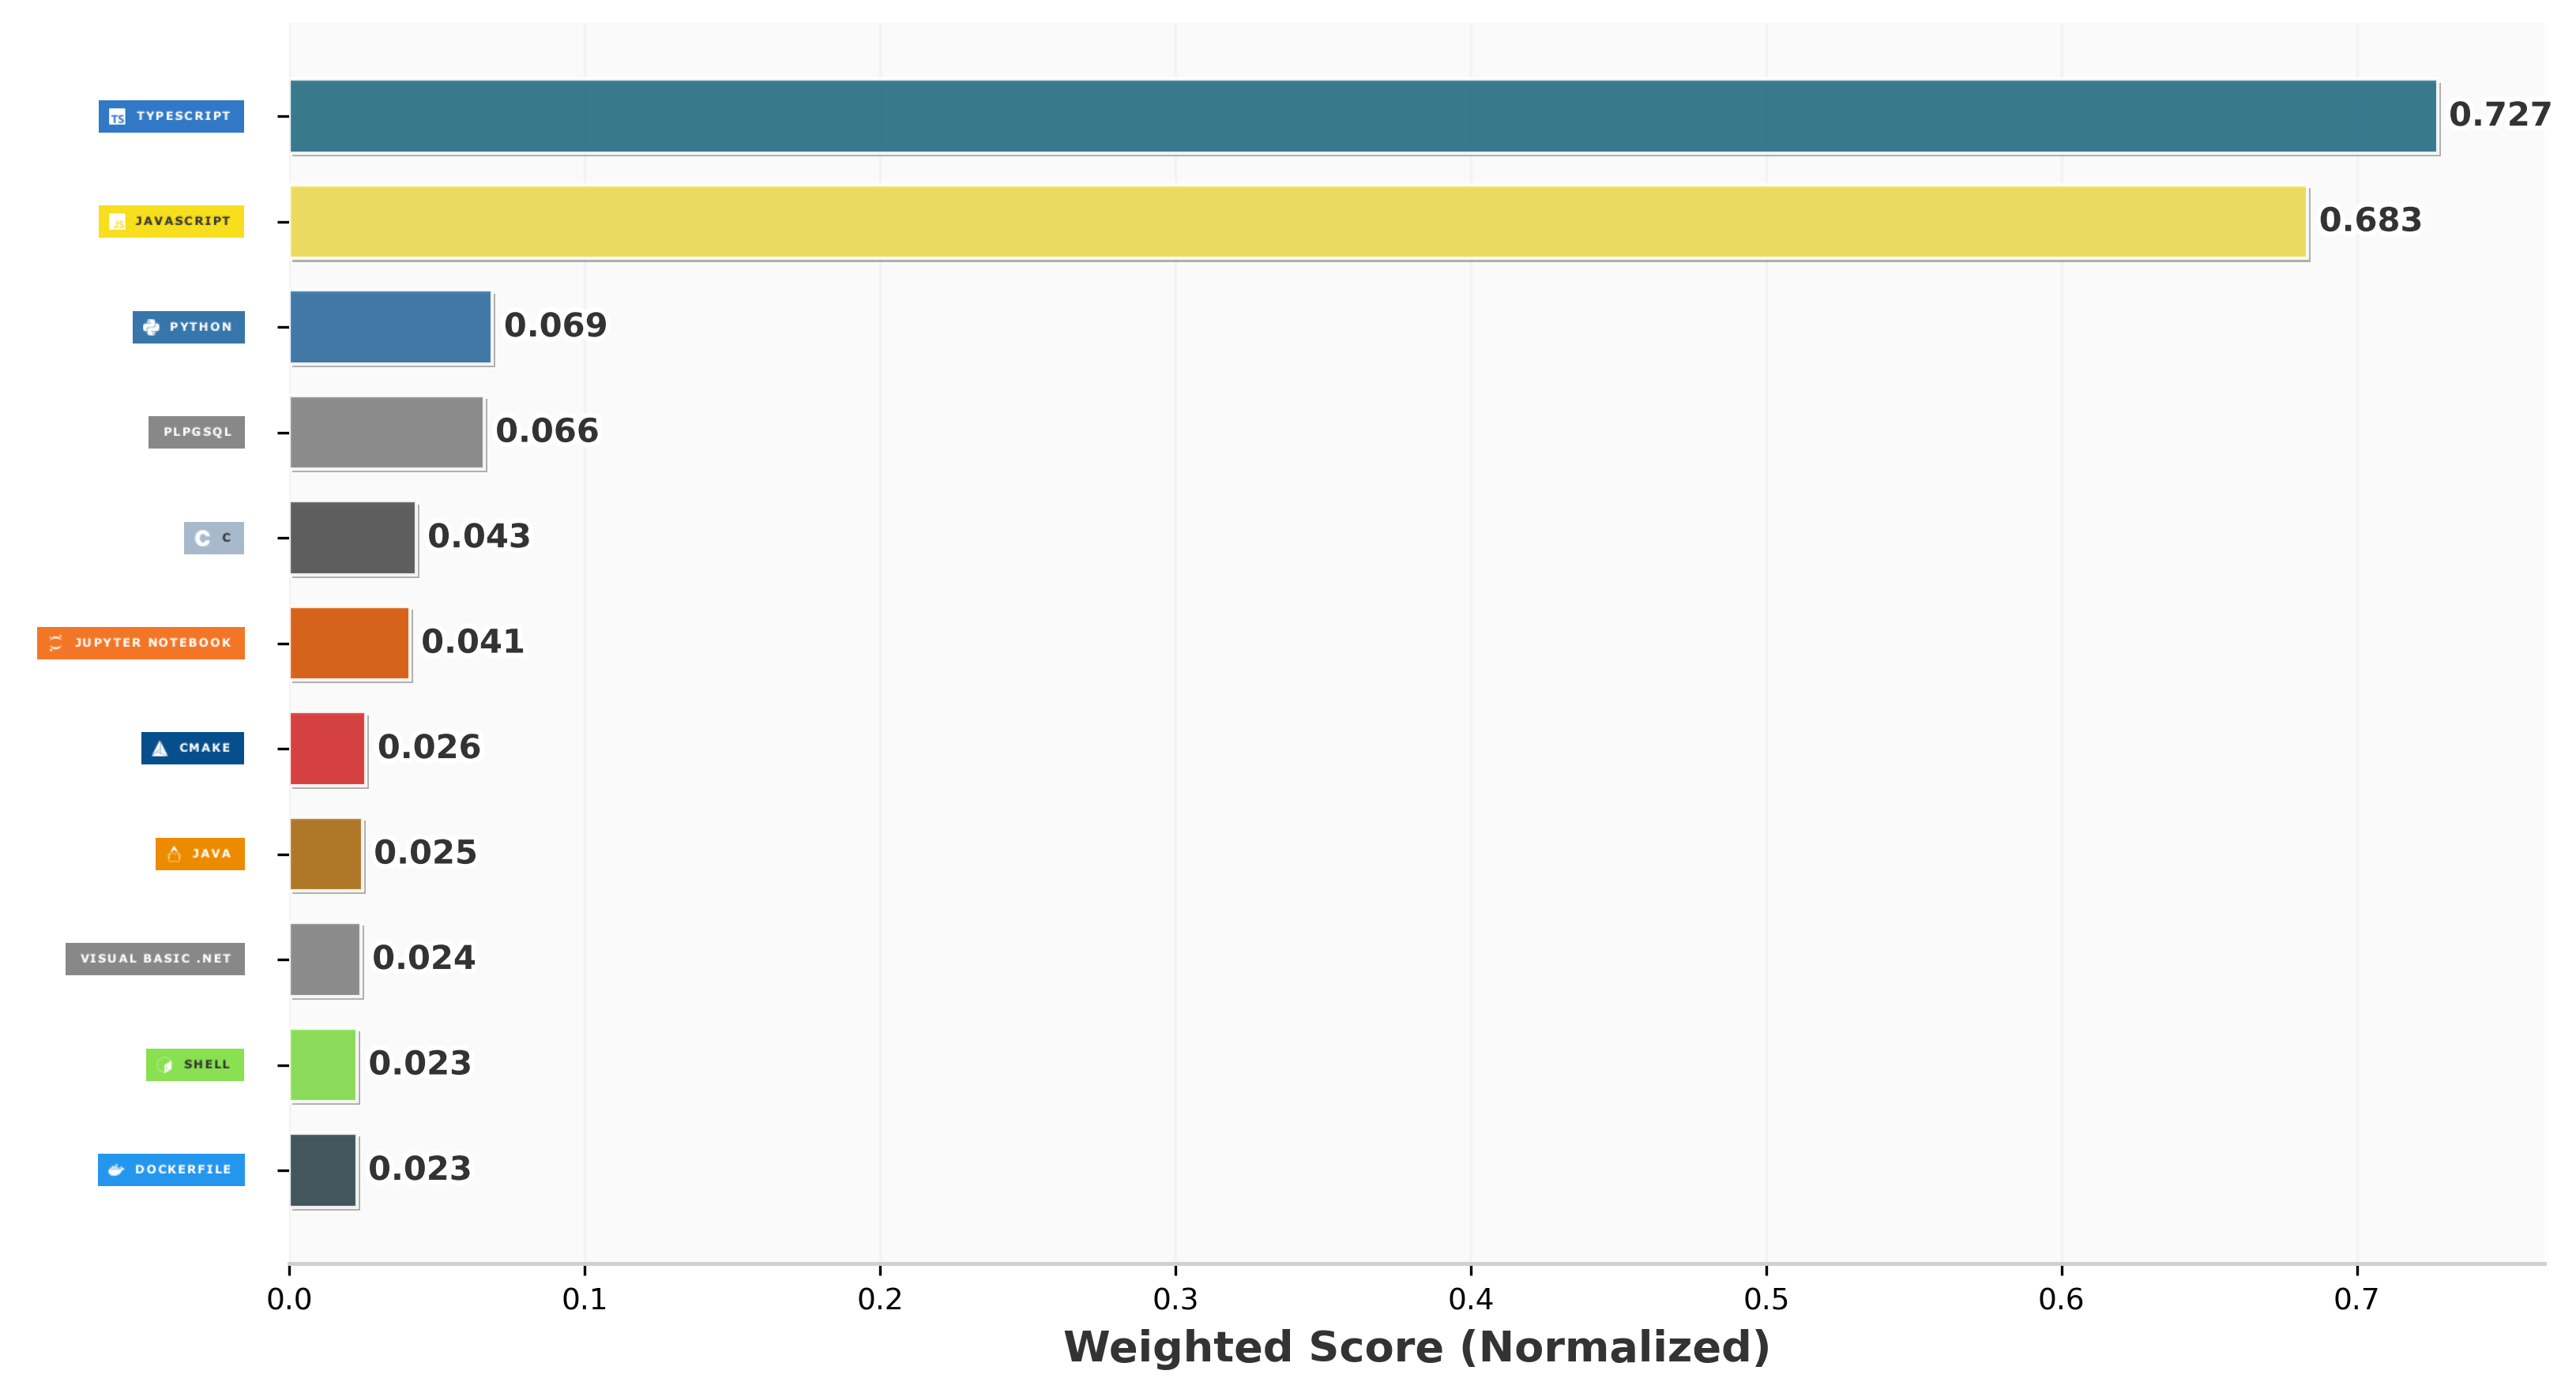 TS TYPESCRIPT 0.727
JS JAVASCRIPT 0.683
PYTHON 0.069
PLPGSQL 0.066
C C 0.043
JUPYTER NOTEBOOK 0.041
CMAKE 0.026
JAVA 0.025
VISUAL BASIC .NET 0.024
SHELL 0.023
DOCKERFILE 0.023
0.0 0.1 0.2 0.3 0.4 0.5 0.6 0.7
Weighted Score (Normalized)